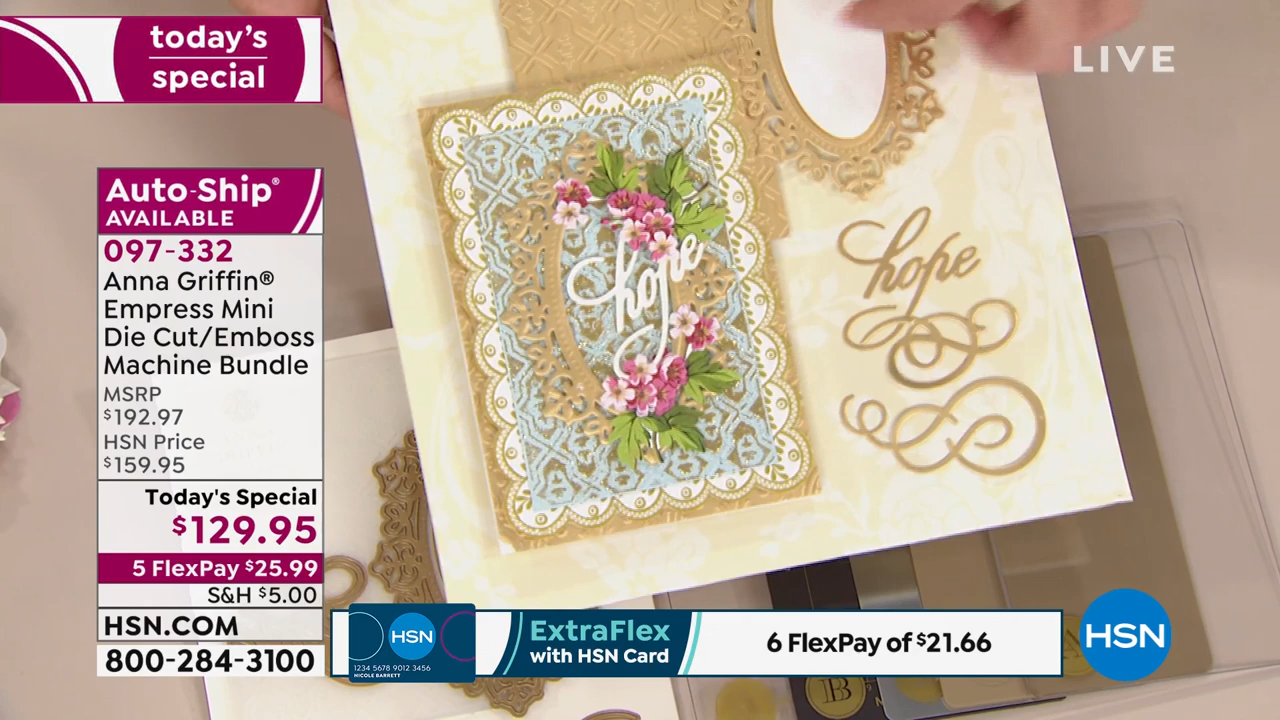 today's
special
LIVE
Auto-Ship®
AVAILABLE
097-332
Anna Griffin®
Empress Mini
Die Cut/Emboss
Machine Bundle
MSRP
$192.97
HSN Price
$159.95
Today's Special
$129.95
5 FlexPay $25.99
S&H $5.00
HSN.COM
800-284-3100
hope
hope
HSN
1234 5678 9012 3456
NICOLE BARRETT
ExtraFlex
with HSN Card
6 FlexPay of $21.66
HSN
B